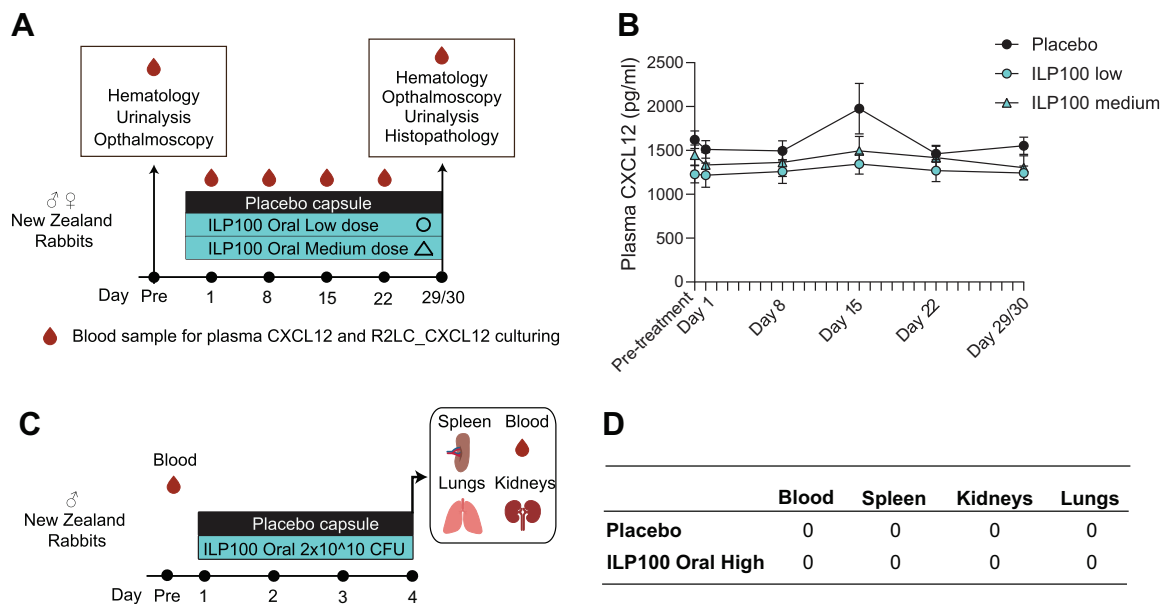 A
Hematology
Urinalysis
Opthalmoscopy
Hematology
Opthalmoscopy
Urinalysis
Histopathology
♂ ♀
New Zealand
Rabbits
Placebo capsule
ILP100 Oral Low dose
ILP100 Oral Medium dose
Day Pre 1 8 15 22 29/30
Blood sample for plasma CXCL12 and R2LC_CXCL12 culturing
B
Placebo
ILP100 low
ILP100 medium
Plasma CXCL12 (pg/ml)
2500
2000
1500
1000
500
0
Pre-treatment
Day 1
Day 8
Day 15
Day 22
Day 29/30
C
Blood
♂
New Zealand
Rabbits
Placebo capsule
ILP100 Oral 2x10^10 CFU
Day Pre 1 2 3 4
Spleen Blood
Lungs Kidneys
D
Blood Spleen Kidneys Lungs
Placebo 0 0 0 0
ILP100 Oral High 0 0 0 0